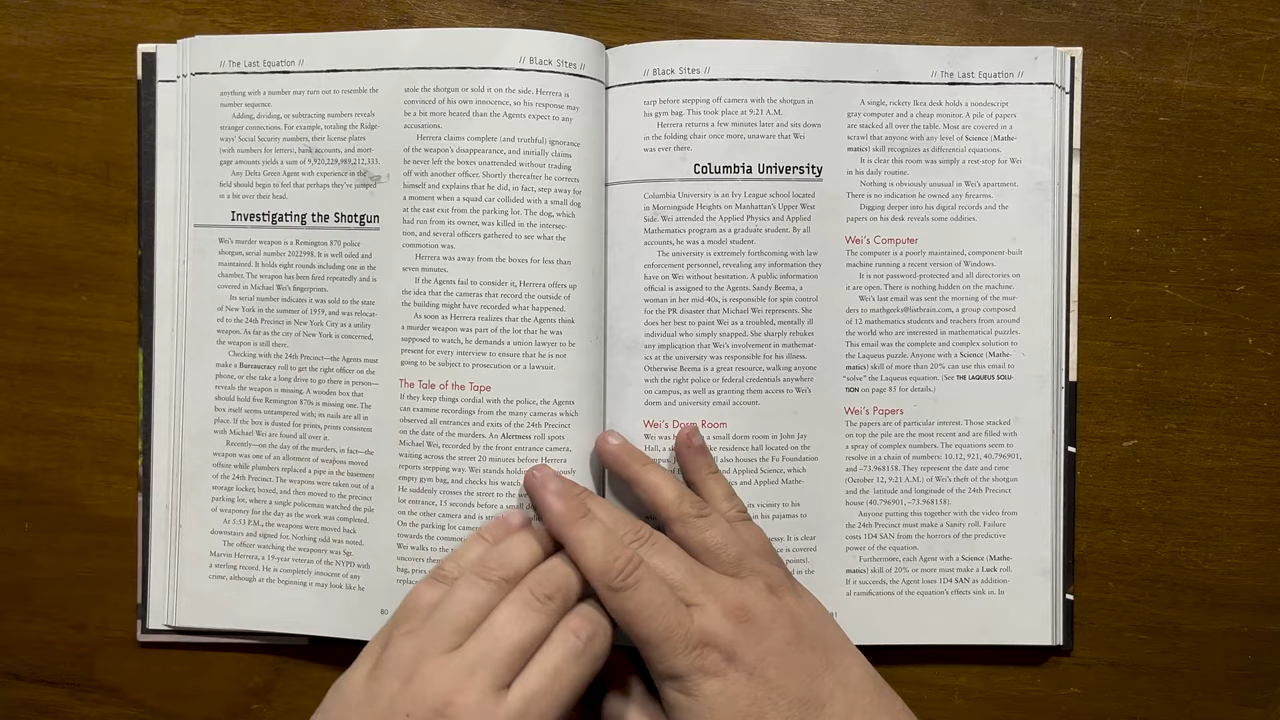 // The Last Equation //
// Black Sites //
anything with a number may turn out to resemble the
number sequence.
Adding, dividing, or subtracting numbers reveals
stranger connections. For example, totaling the Ridge-
ways' Social Security numbers, their license plates
(with numbers for letters), bank accounts, and mort-
gage amounts yields a sum of 9,920,229,989,212,333.
Any Delta Green Agent with experience in the
field should begin to feel that perhaps they've jumped
in a bit over their head.
Investigating the Shotgun
Wei's murder weapon is a Remington 870 police
shotgun, serial number 2022998. It is well oiled and
maintained. It holds eight rounds including one in the
chamber. The weapon has been fired repeatedly and is
covered in Michael Wei's fingerprints.
Its serial number indicates it was sold to the state
of New York in the summer of 1959, and was relocat-
ed to the 24th Precinct in New York City as a utility
weapon. As far as the city of New York is concerned,
the weapon is still there.
Checking with the 24th Precinct—the Agents must
make a Bureaucracy roll to get the right officer on the
phone, or else take a long drive to go there in person—
reveals the weapon is missing. A wooden box that
should hold five Remington 870s is missing one. The
box itself seems untampered with; its nails are all in
place. If the box is dusted for prints, prints consistent
with Michael Wei are found all over it.
Recently—on the day of the murders, in fact—the
weapon was one of an allotment of weapons moved
offsite while plumbers replaced a pipe in the basement
of the 24th Precinct. The weapons were taken out of a
storage locker, boxed, and then moved to the precinct
parking lot, where a single policeman watched the pile
of weaponry for the day as the work was completed.
At 5:53 P.M., the weapons were moved back
downstairs and signed for. Nothing odd was noted.
The officer watching the weaponry was Sgt.
Marvin Herrera, a 19-year veteran of the NYPD with
a sterling record. He is completely innocent of any
crime, although at the beginning it may look like he
stole the shotgun or sold it on the side. Herrera is
convinced of his own innocence, so his response may
be a bit more heated than the Agents expect to any
accusations.
Herrera claims complete (and truthful) ignorance
of the weapon's disappearance, and initially claims
he never left the boxes unattended without trading
off with another officer. Shortly thereafter he corrects
himself and explains that he did, in fact, step away for
a moment when a squad car collided with a small dog
at the east exit from the parking lot. The dog, which
had run from its owner, was killed in the intersec-
tion, and several officers gathered to see what the
commotion was.
Herrera was away from the boxes for less than
seven minutes.
If the Agents fail to consider it, Herrera offers up
the idea that the cameras that record the outside of
the building might have recorded what happened.
As soon as Herrera realizes that the Agents think
a murder weapon was part of the lot that he was
supposed to watch, he demands a union lawyer to be
present for every interview to ensure that he is not
going to be subject to prosecution or a lawsuit.
The Tale of the Tape
If they keep things cordial with the police, the Agents
can examine recordings from the many cameras which
observed all entrances and exits of the 24th Precinct
on the date of the murders. An Alertness roll spots
Michael Wei, recorded by the front entrance camera,
waiting across the street 20 minutes before Herrera
reports stepping way. Wei stands holding
empty gym bag, and checks his watch
He suddenly crosses the street to the
lot entrance, 15 seconds before a small
on the other camera and is
On the parking lot camera
towards the commot
Wei walks to the
uncovers the
bag, pries
replac
80
// Black Sites //
// The Last Equation //
tarp before stepping off camera with the shotgun in
his gym bag. This took place at 9:21 A.M.
Herrera returns a few minutes later and sits down
in the folding chair once more, unaware that Wei
was ever there.
Columbia University
Columbia University is an Ivy League school located
in Morningside Heights on Manhattan's Upper West
Side. Wei attended the Applied Physics and Applied
Mathematics program as a graduate student. By all
accounts, he was a model student.
The university is extremely forthcoming with law
enforcement personnel, revealing any information they
have on Wei without hesitation. A public information
official is assigned to the Agents. Sandy Beema, a
woman in her mid-40s, is responsible for spin control
for the PR disaster that Michael Wei represents. She
does her best to paint Wei as a troubled, mentally ill
individual who simply snapped. She sharply rebukes
any implication that Wei's involvement in mathemat-
ics at the university was responsible for his illness.
Otherwise Beema is a great resource, walking anyone
with the right police or federal credentials anywhere
on campus, as well as granting them access to Wei's
dorm and university email account.
Wei's Dorm Room
Wei was a small dorm room in John Jay
Hall, a residence hall located on the
also houses the Fu Foundation
and Applied Science, which
ics and Applied Mathe-
its vicinity to his
in his pajamas to
It is clear
is covered
points).
in the
A single, rickety Ikea desk holds a nondescript
gray computer and a cheap monitor. A pile of papers
are stacked all over the table. Most are covered in a
scrawl that anyone with any level of Science (Mathe-
matics) skill recognizes as differential equations.
It is clear this room was simply a rest-stop for Wei
in his daily routine.
Nothing is obviously unusual in Wei's apartment.
There is no indication he owned any firearms.
Digging deeper into his digital records and the
papers on his desk reveals some oddities.
Wei's Computer
The computer is a poorly maintained, component-built
machine running a recent version of Windows.
It is not password-protected and all directories on
it are open. There is nothing hidden on the machine.
Wei's last email was sent the morning of the mur-
ders to mathgeeks@listbrain.com, a group composed
of 12 mathematics students and teachers from around
the world who are interested in mathematical puzzles.
This email was the complete and complex solution to
the Laqueus puzzle. Anyone with a Science (Mathe-
matics) skill of more than 20% can use this email to
"solve" the Laqueus equation. (See THE LAQUEUS SOLU-
TION on page 85 for details.)
Wei's Papers
The papers are of particular interest. Those stacked
on top the pile are the most recent and are filled with
a spray of complex numbers. The equations seem to
resolve in a chain of numbers: 10.12, 921, 40.796901,
and –73.968158. They represent the date and time
(October 12, 9:21 A.M.) of Wei's theft of the shotgun
and the latitude and longitude of the 24th Precinct
house (40.796901, –73.968158).
Anyone putting this together with the video from
the 24th Precinct must make a Sanity roll. Failure
costs 1D4 SAN from the horrors of the predictive
power of the equation.
Furthermore, each Agent with a Science (Mathe-
matics) skill of 20% or more must make a Luck roll.
If it succeeds, the Agent loses 1D4 SAN as addition-
al ramifications of the equation's effects sink in. In